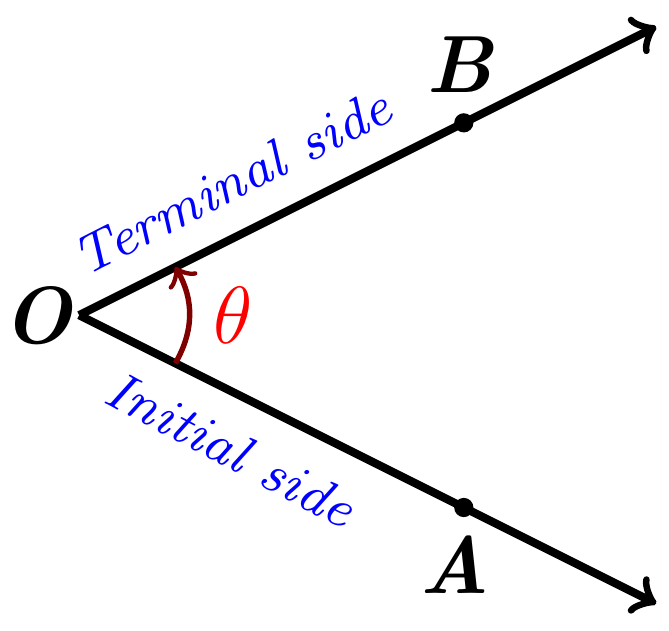 B
Terminal side
O
θ
Initial side
A